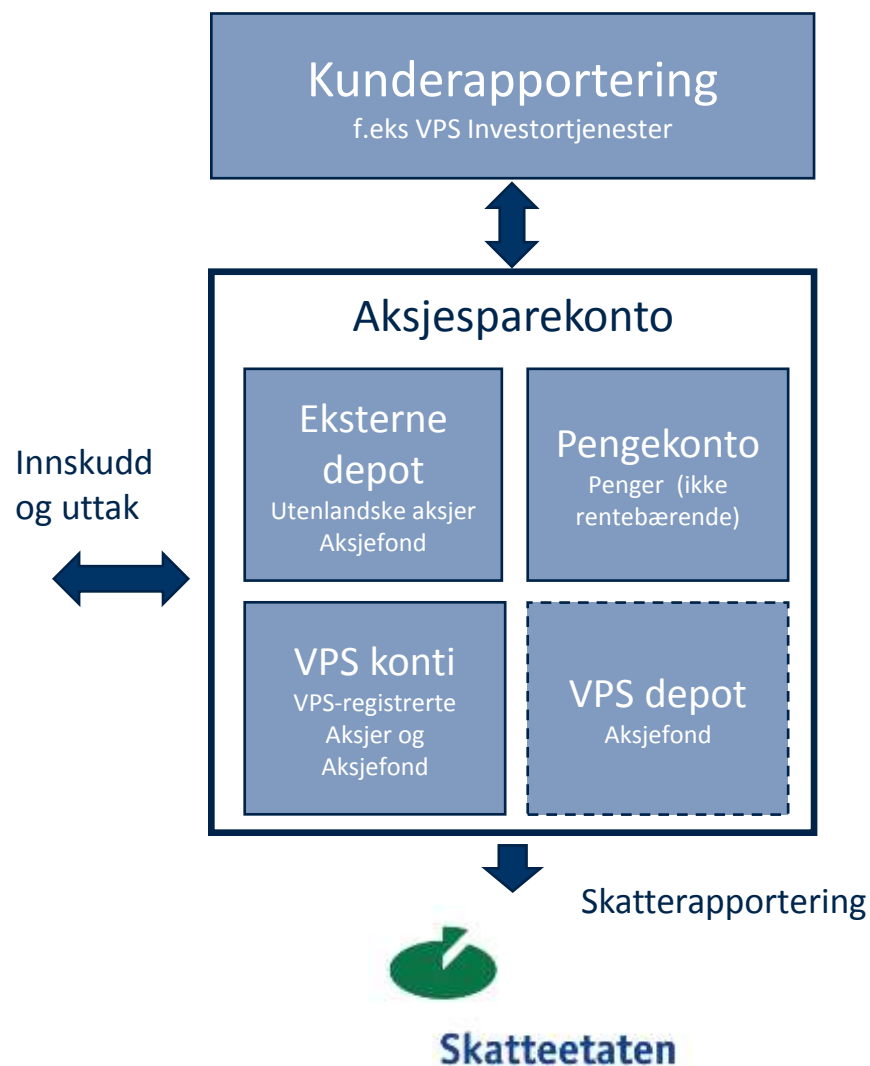 Kunderapportering
f.eks VPS Investortjenester
Aksjesparekonto
Eksterne
depot
Utenlandske aksjer
Aksjefond
Pengekonto
Penger (ikke
rentebærende)
Innskudd
og uttak
VPS konti
VPS-registrerte
Aksjer og
Aksjefond
VPS depot
Aksjefond
Skatterapportering
Skatteetaten